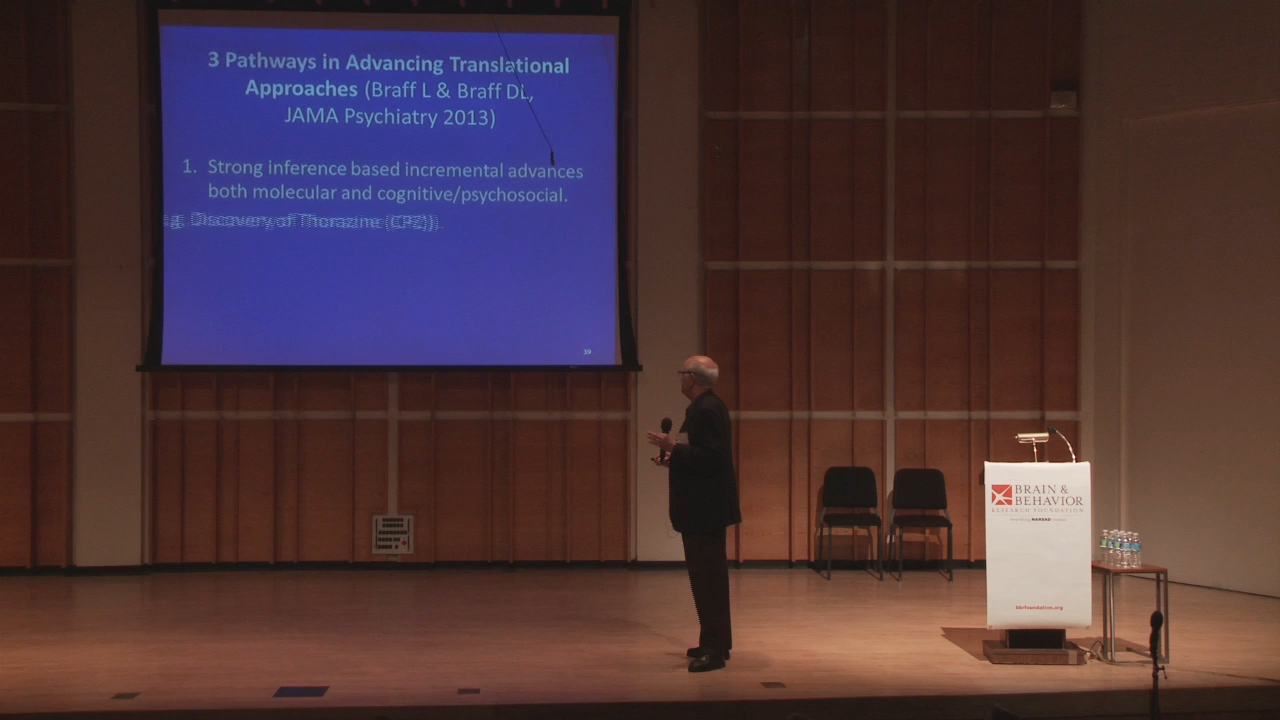 3 Pathways in Advancing Translational
Approaches (Braff L & Braff DL,
JAMA Psychiatry 2013)
1. Strong inference based incremental advances
both molecular and cognitive/psychosocial.
Discovery of Thorazine (CPZ)).
39
BRAIN &
BEHAVIOR
RESEARCH FOUNDATION
NARSAD
bbrfoundation.org